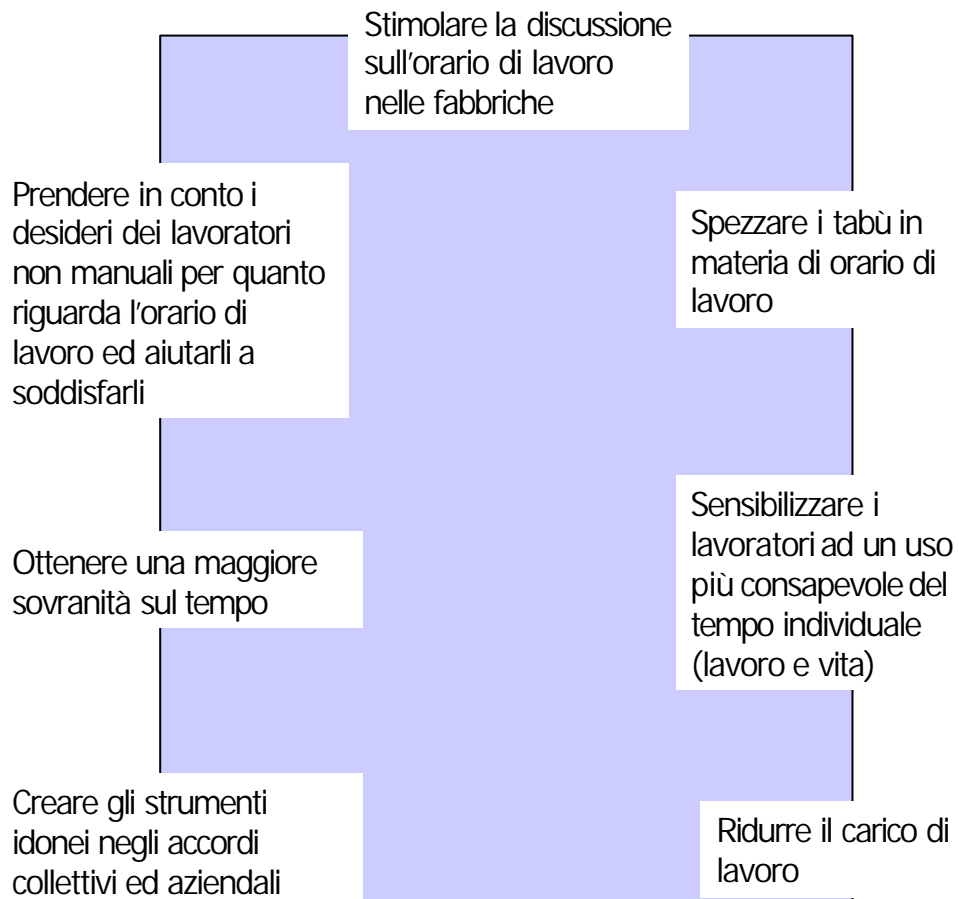 Stimolare la discussione
sull'orario di lavoro
nelle fabbriche
Prendere in conto i
desideri dei lavoratori
non manuali per quanto
riguarda l'orario di
lavoro ed aiutarli a
soddisfarli
Spezzare i tabù in
materia di orario di
lavoro
Ottenere una maggiore
sovranità sul tempo
Sensibilizzare i
lavoratori ad un uso
più consapevole del
tempo individuale
(lavoro e vita)
Creare gli strumenti
idonei negli accordi
collettivi ed aziendali
Ridurre il carico di
lavoro